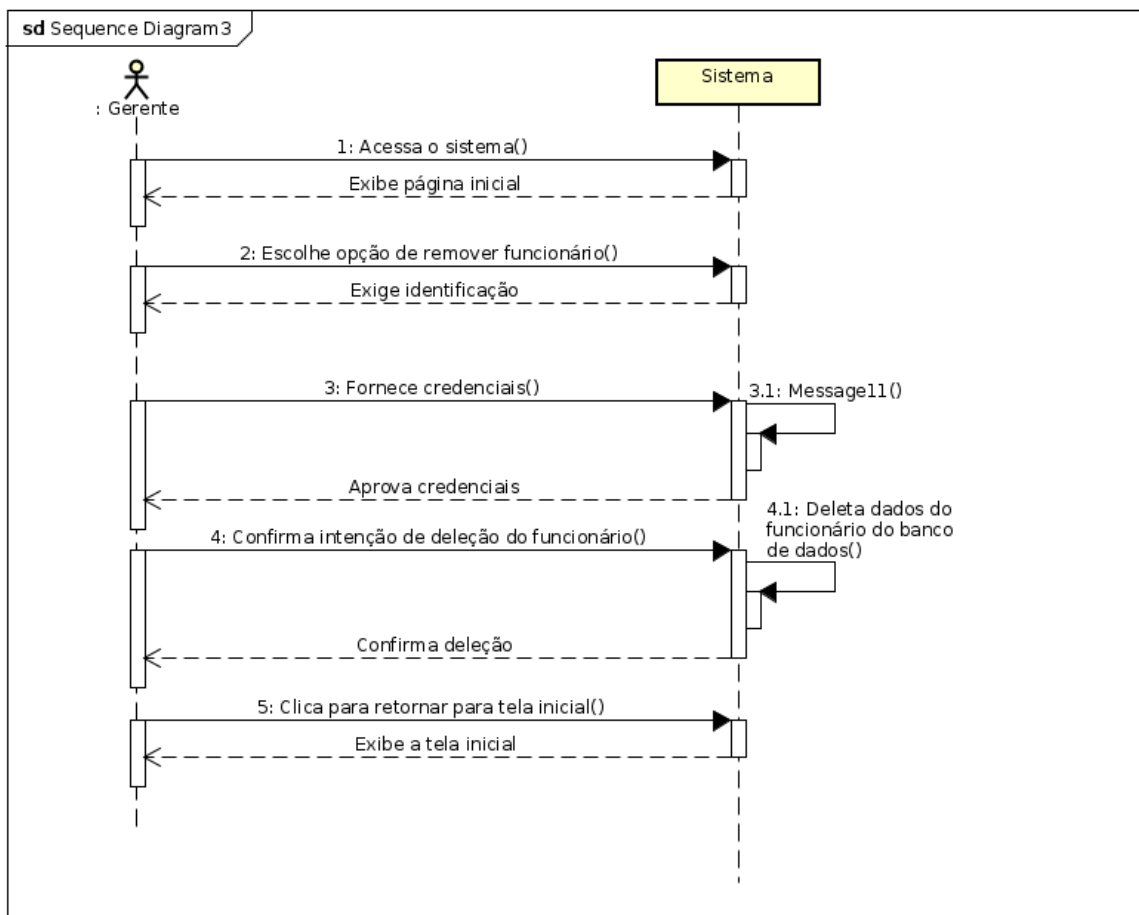 sd Sequence Diagram3
: Gerente
Sistema
1: Acessa o sistema()
Exibe página inicial
2: Escolhe opção de remover funcionário()
Exige identificação
3: Fornece credenciais()
3.1: Message11()
Aprova credenciais
4.1: Deleta dados do
funcionário do banco
de dados()
4: Confirma intenção de deleção do funcionário()
Confirma deleção
5: Clica para retornar para tela inicial()
Exibe a tela inicial